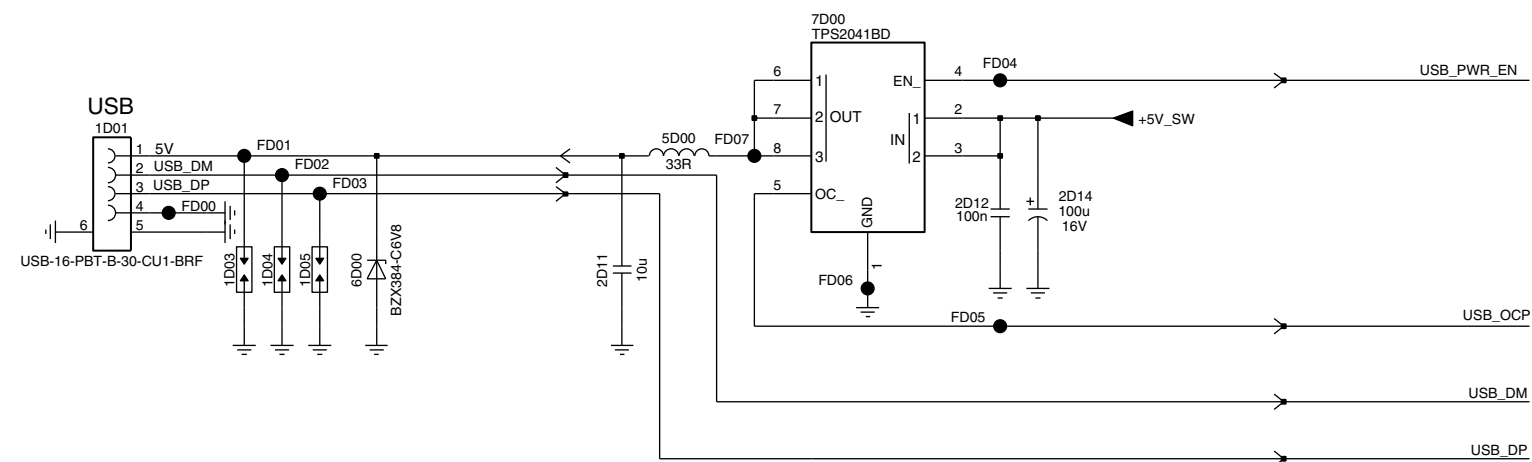 7D00
TPS2041BD
6
1
EN_
4
FD04
USB_PWR_EN
USB
1D01
7
2
OUT
1
2
+5V_SW
IN
1
5V
FD01
5D00
33R
FD07
8
3
2
3
2
USB_DM
FD02
3
USB_DP
FD03
5
OC_
4
FD00
6
5
GND
2D12
100n
+
2D14
100u
16V
USB-16-PBT-B-30-CU1-BRF
1D03
1D04
1D05
6D00
BZX384-C6V8
2D11
10u
1
FD06
FD05
USB_OCP
USB_DM
USB_DP